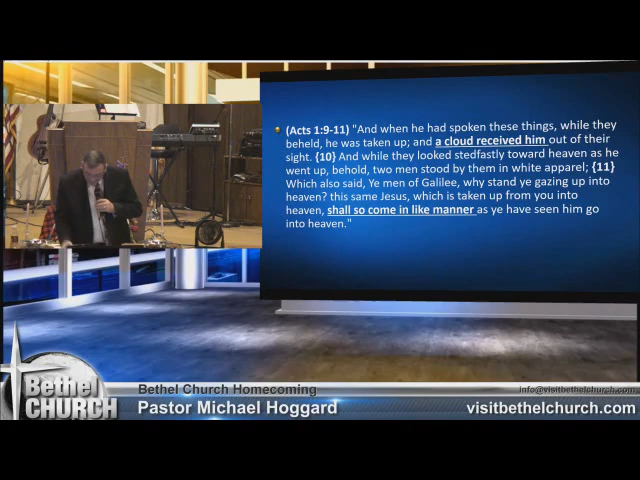 (Acts 1:9-11) "And when he had spoken these things, while they
beheld, he was taken up; and a cloud received him out of their
sight. {10} And while they looked stedfastly toward heaven as he
went up, behold, two men stood by them in white apparel; {11}
Which also said, Ye men of Galilee, why stand ye gazing up into
heaven? this same Jesus, which is taken up from you into
heaven, shall so come in like manner as ye have seen him go
into heaven."
Bethel
CHURCH
Bethel Church Homecoming
info@visitbethelchurch.com
Pastor Michael Hoggard
visitbethelchurch.com